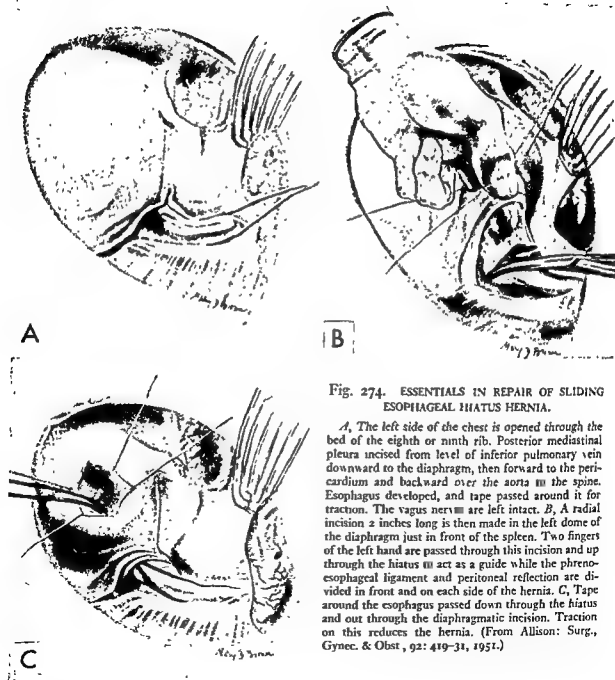 A
B
C
Fig. 274. ESSENTIALS IN REPAIR OF SLIDING
ESOPHAGEAL HIATUS HERNIA.
A, The left side of the chest is opened through the
bed of the eighth or ninth rib. Posterior mediastinal
pleura incised from level of inferior pulmonary vein
downward to the diaphragm, then forward to the peri-
cardium and backward over the aorta the spine.
Esophagus developed, and tape passed around it for
traction. The vagus are left intact. B, A radial
incision 2 inches long is then made in the left dome of
the diaphragm just in front of the spleen. Two fingers
of the left hand are passed through this incision and up
through the hiatus act as a guide while the phreno-
esophageal ligament and peritoneal reflection are di-
vided in front and on each side of the hernia. C, Tape
around the esophagus passed down through the hiatus
and out through the diaphragmatic incision. Traction
on this reduces the hernia. (From Allison: Surg.,
Gynec. & Obst, 92: 419-31, 1951.)